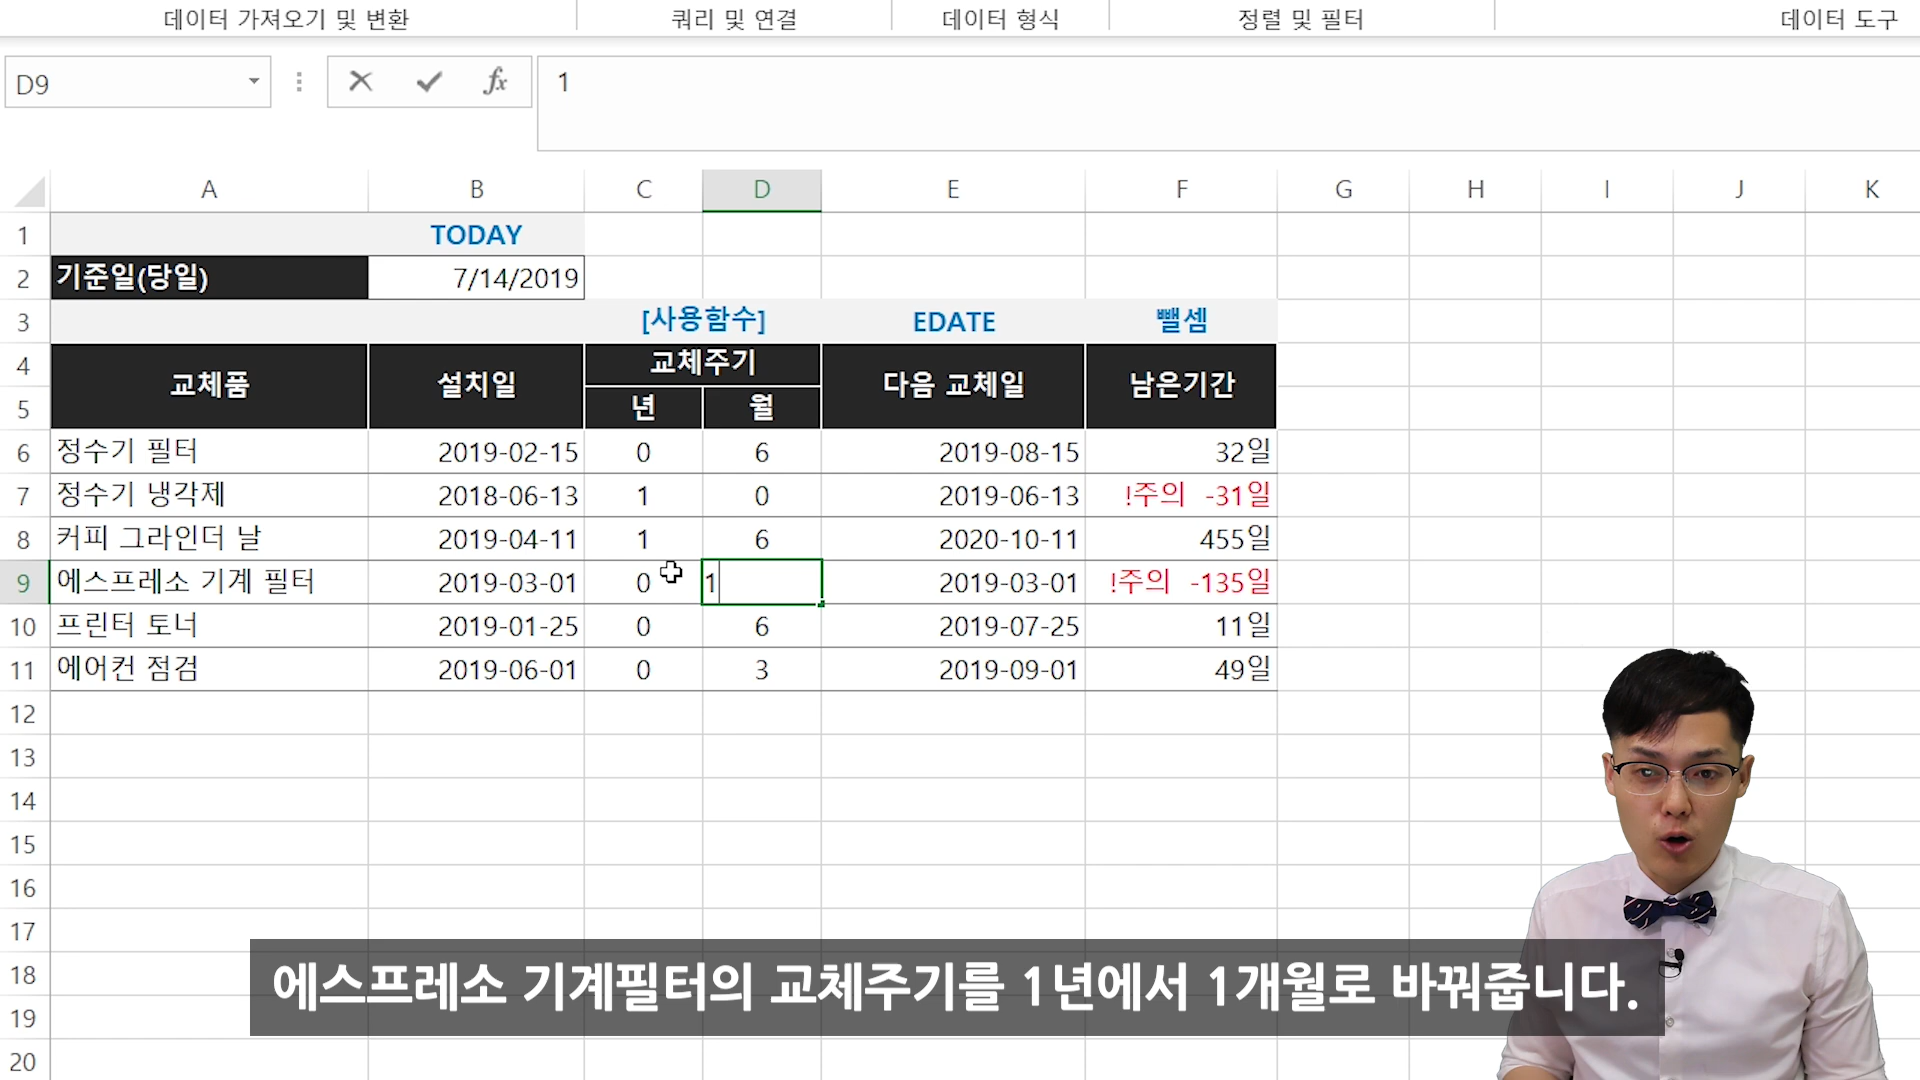 데이터 가져오기 및 변환 쿼리 및 연결 데이터 형식 정렬 및 필터 데이터 도구
D9 fx 1
A B C D E F G H I J K
1 TODAY
2 기준일(당일) 7/14/2019
3 [사용함수] EDATE 뺄셈
4 교체품 설치일 교체주기 다음 교체일 남은기간
5 년 월
6 정수기 필터 2019-02-15 0 6 2019-08-15 32일
7 정수기 냉각제 2018-06-13 1 0 2019-06-13 !주의 -31일
8 커피 그라인더 날 2019-04-11 1 6 2020-10-11 455일
9 에스프레소 기계 필터 2019-03-01 0 1 2019-03-01 !주의 -135일
10 프린터 토너 2019-01-25 0 6 2019-07-25 11일
11 에어컨 점검 2019-06-01 0 3 2019-09-01 49일
12
13
14
15
16
17
18
19
20
에스프레소 기계필터의 교체주기를 1년에서 1개월로 바꿔줍니다.